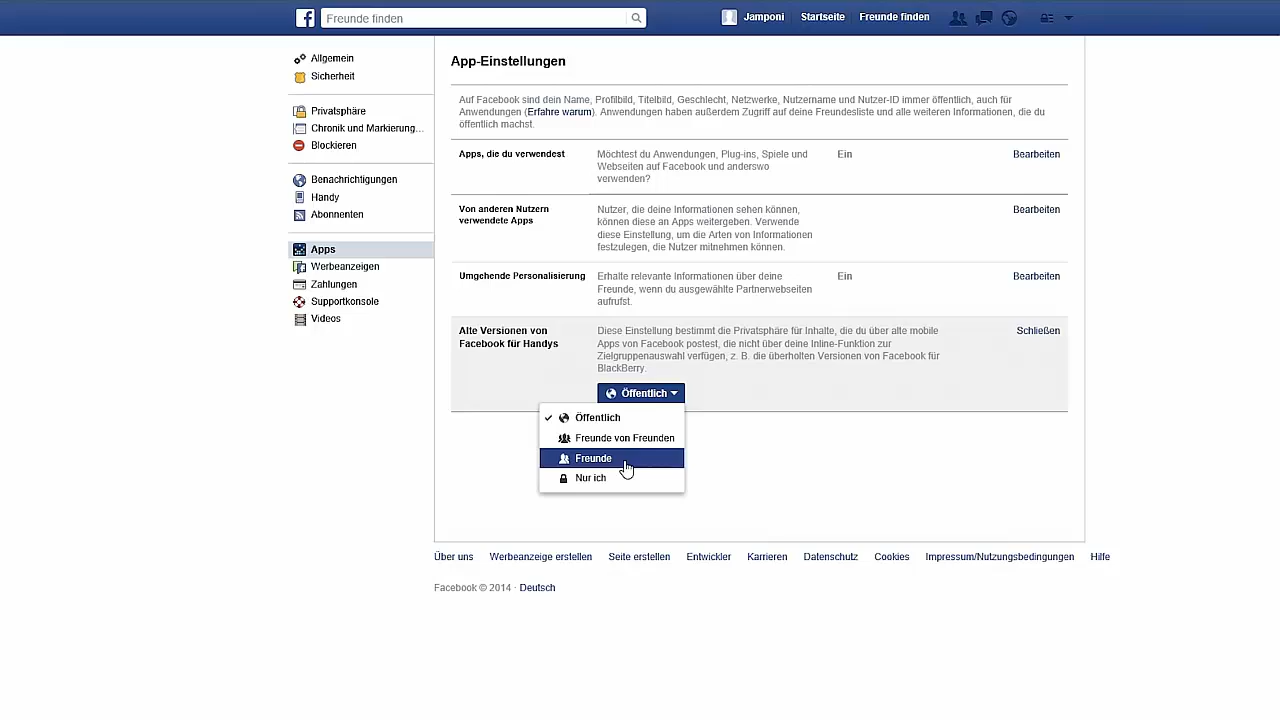 Freunde finden
Jamponi
Startseite
Freunde finden
Allgemein
Sicherheit
Privatsphäre
Chronik und Markierung...
Blockieren
Benachrichtigungen
Handy
Abonnenten
Apps
Werbeanzeigen
Zahlungen
Supportkonsole
Videos
App-Einstellungen
Auf Facebook sind dein Name, Profilbild, Titelbild, Geschlecht, Netzwerke, Nutzername und Nutzer-ID immer öffentlich, auch für
Anwendungen (Erfahre warum). Anwendungen haben außerdem Zugriff auf deine Freundesliste und alle weiteren Informationen, die du
öffentlich machst.
Apps, die du verwendest
Möchtest du Anwendungen, Plug-ins, Spiele und
Webseiten auf Facebook und anderswo
verwenden?
Ein
Bearbeiten
Von anderen Nutzern
verwendete Apps
Nutzer, die deine Informationen sehen können,
können diese an Apps weitergeben. Verwende
diese Einstellung, um die Arten von Informationen
festzulegen, die Nutzer mitnehmen können.
Bearbeiten
Umgehende Personalisierung
Erhalte relevante Informationen über deine
Freunde, wenn du ausgewählte Partnerwebseiten
aufrufst.
Ein
Bearbeiten
Alte Versionen von
Facebook für Handys
Diese Einstellung bestimmt die Privatsphäre für Inhalte, die du über alte mobile
Apps von Facebook postest, die nicht über deine Inline-Funktion zur
Zielgruppenauswahl verfügen, z. B. die überholten Versionen von Facebook für
BlackBerry.
Schließen
Öffentlich
Öffentlich
Freunde von Freunden
Freunde
Nur ich
Über uns
Werbeanzeige erstellen
Seite erstellen
Entwickler
Karrieren
Datenschutz
Cookies
Impressum/Nutzungsbedingungen
Hilfe
Facebook © 2014 · Deutsch